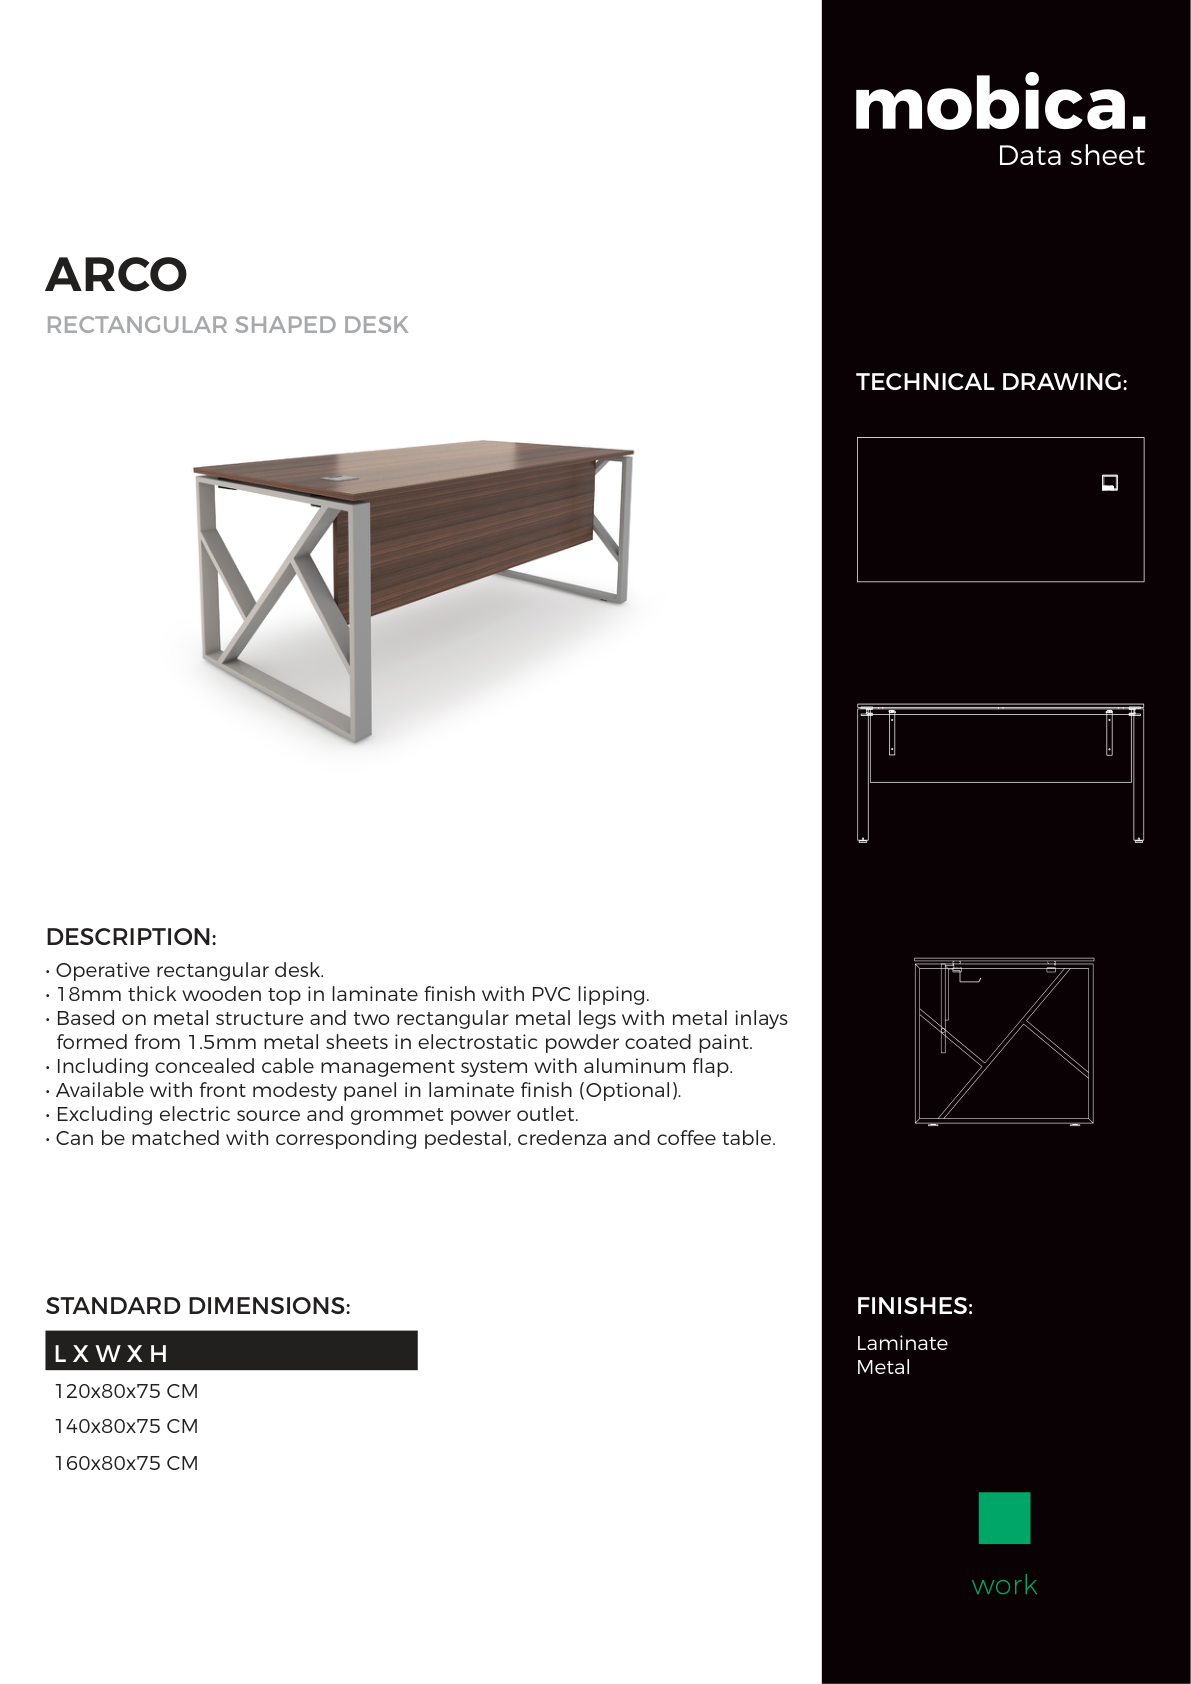 mobica.
Data sheet
ARCO
RECTANGULAR SHAPED DESK
TECHNICAL DRAWING:
DESCRIPTION:
• Operative rectangular desk.
• 18mm thick wooden top in laminate finish with PVC lipping.
• Based on metal structure and two rectangular metal legs with metal inlays
formed from 1.5mm metal sheets in electrostatic powder coated paint.
• Including concealed cable management system with aluminum flap.
• Available with front modesty panel in laminate finish (Optional).
• Excluding electric source and grommet power outlet.
• Can be matched with corresponding pedestal, credenza and coffee table.
STANDARD DIMENSIONS:
L X W X H
120x80x75 CM
140x80x75 CM
160x80x75 CM
FINISHES:
Laminate
Metal
work